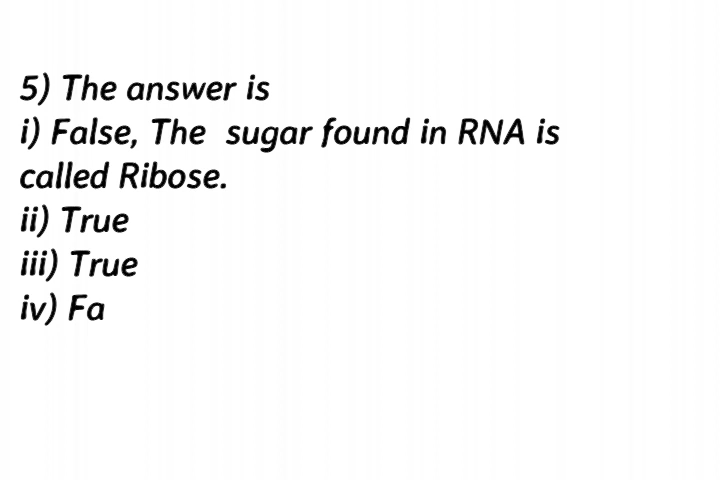 5) The answer is
i) False, The sugar found in RNA is
called Ribose.
ii) True
iii) True
iv) Fa